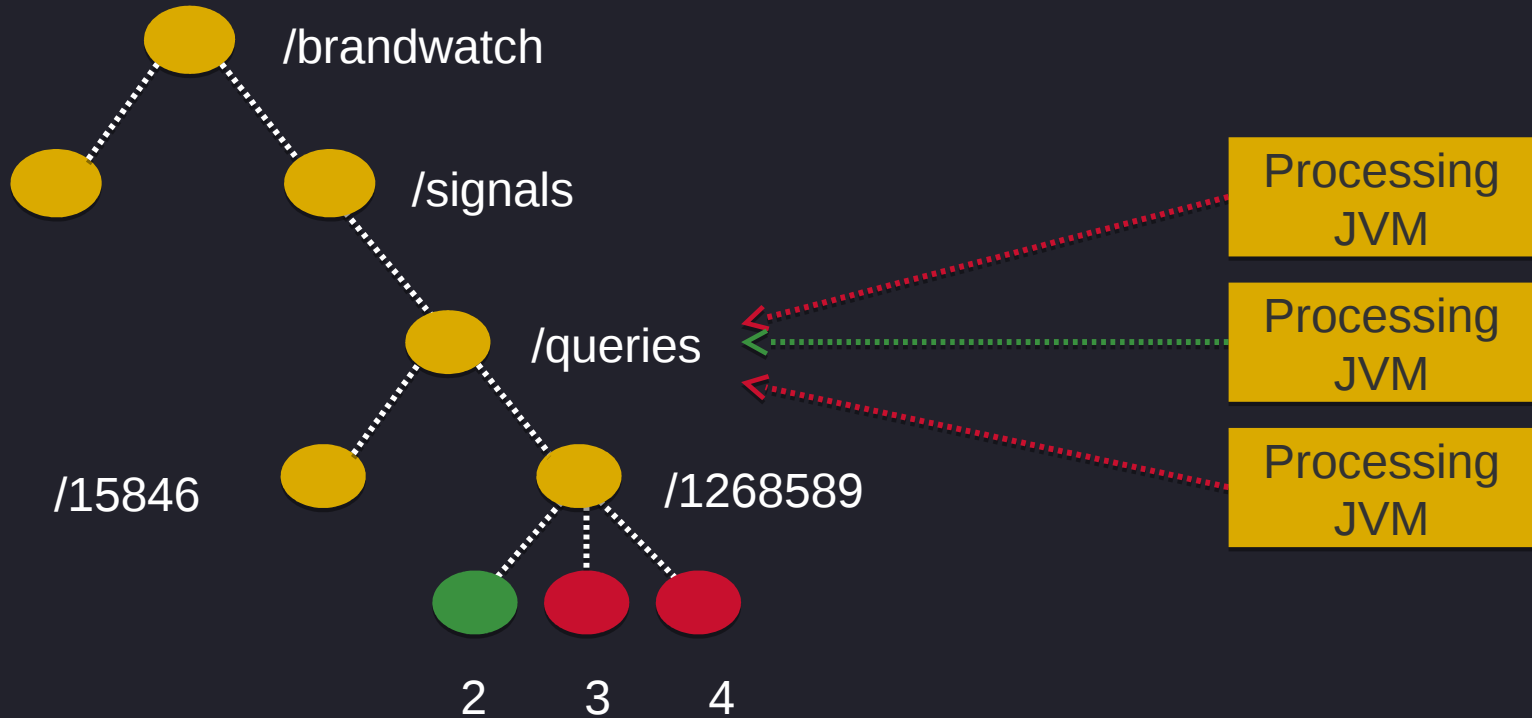 /brandwatch
/signals
/queries
/15846
/1268589
2
3
4
Processing
JVM
Processing
JVM
Processing
JVM